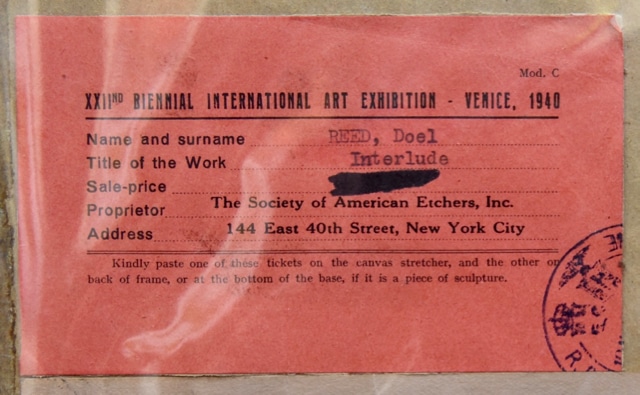 Mod. C
XXIIND BIENNIAL INTERNATIONAL ART EXHIBITION - VENICE, 1940
Name and surname REED, Doel
Title of the Work Interlude
Sale-price
Proprietor The Society of American Etchers, Inc.
Address 144 East 40th Street, New York City
Kindly paste one of these tickets on the canvas stretcher, and the other on
back of frame, or at the bottom of the base, if it is a piece of sculpture.